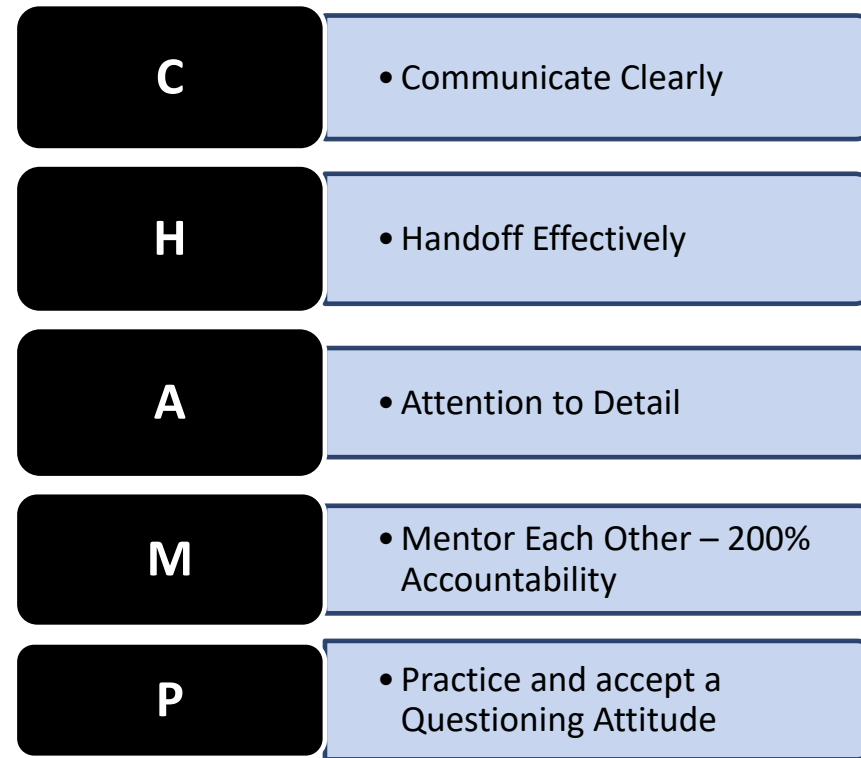 C
• Communicate Clearly
H
• Handoff Effectively
A
• Attention to Detail
M
• Mentor Each Other – 200%
Accountability
P
• Practice and accept a
Questioning Attitude